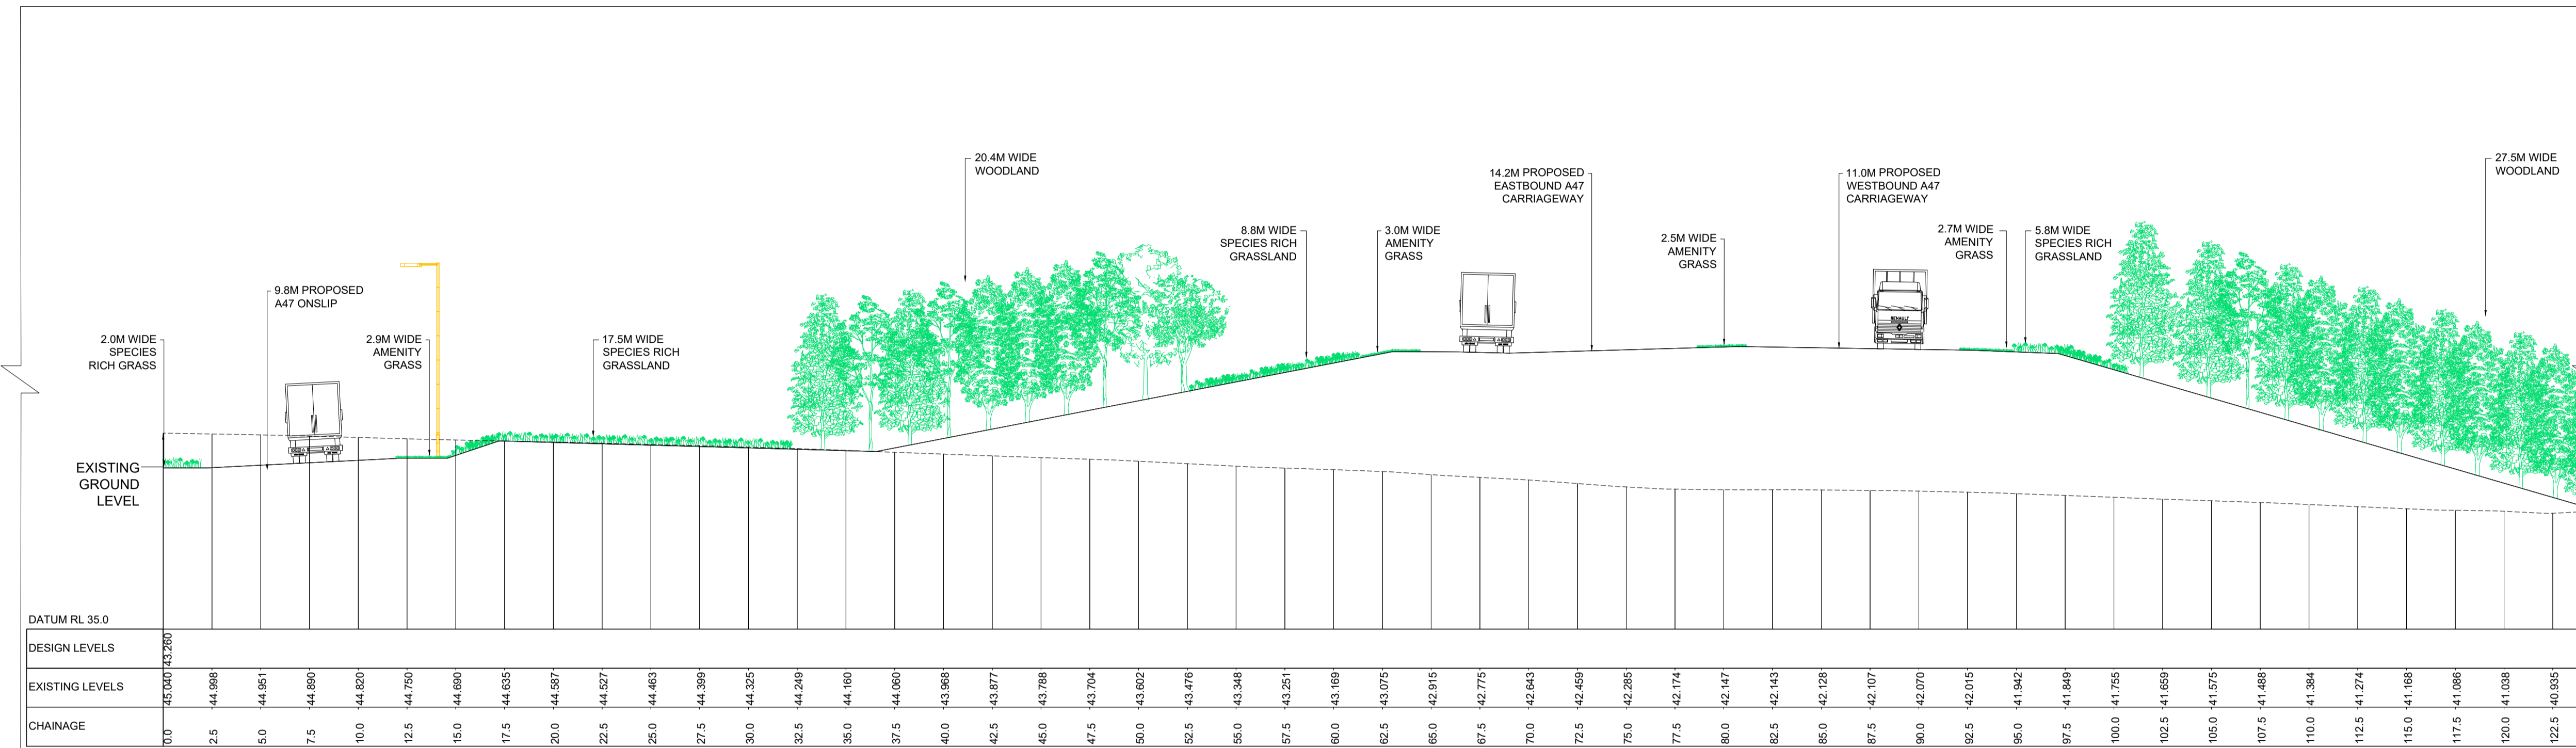 20.4M WIDE
WOODLAND
27.5M WIDE
WOODLAND
14.2M PROPOSED
EASTBOUND A47
CARRIAGEWAY
11.0M PROPOSED
WESTBOUND A47
CARRIAGEWAY
8.8M WIDE
SPECIES RICH
GRASSLAND
3.0M WIDE
AMENITY
GRASS
2.5M WIDE
AMENITY
GRASS
2.7M WIDE
AMENITY
GRASS
5.8M WIDE
SPECIES RICH
GRASSLAND
9.8M PROPOSED
A47 ONSLIP
2.0M WIDE
SPECIES
RICH GRASS
2.9M WIDE
AMENITY
GRASS
17.5M WIDE
SPECIES RICH
GRASSLAND
RENAULT
EXISTING
GROUND
LEVEL
DATUM RL 35.0
DESIGN LEVELS 43.260
EXISTING LEVELS 45.040 44.998 44.951 44.890 44.820 44.750 44.690 44.635 44.587 44.527 44.463 44.399 44.325 44.249 44.160 44.060 43.968 43.877 43.788 43.704 43.602 43.476 43.348 43.251 43.169 43.075 42.915 42.775 42.643 42.459 42.285 42.174 42.147 42.143 42.128 42.107 42.070 42.015 41.942 41.849 41.755 41.659 41.575 41.488 41.384 41.274 41.168 41.086 41.038 40.935
CHAINAGE 0.0 2.5 5.0 7.5 10.0 12.5 15.0 17.5 20.0 22.5 25.0 27.5 30.0 32.5 35.0 37.5 40.0 42.5 45.0 47.5 50.0 52.5 55.0 57.5 60.0 62.5 65.0 67.5 70.0 72.5 75.0 77.5 80.0 82.5 85.0 87.5 90.0 92.5 95.0 97.5 100.0 102.5 105.0 107.5 110.0 112.5 115.0 117.5 120.0 122.5